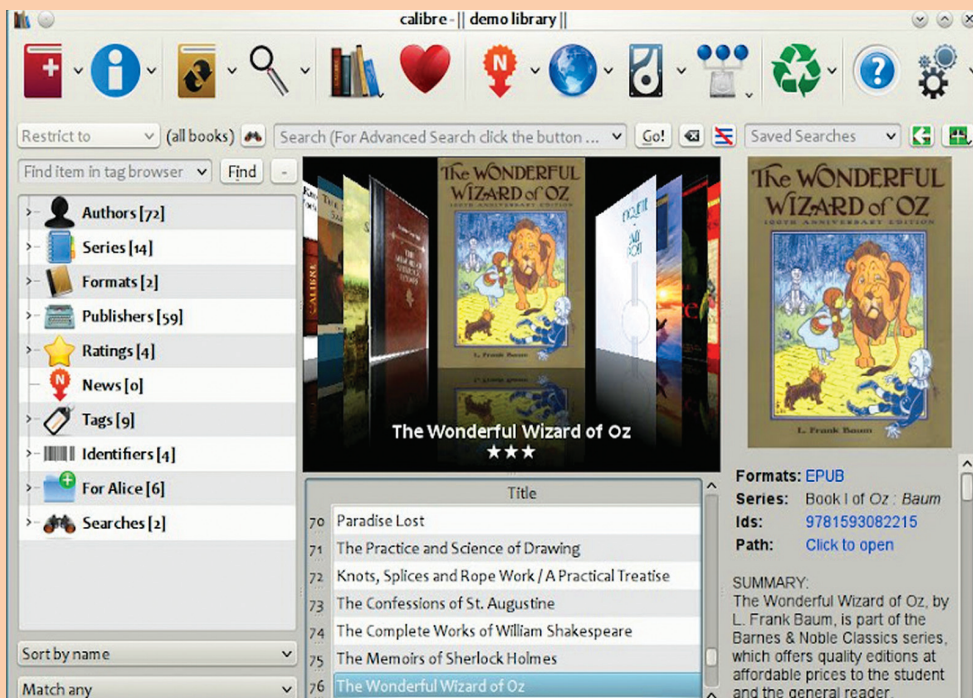 calibre - || demo library ||
Restrict to
(all books)
Search (For Advanced Search click the button ...
Go!
Saved Searches
Find item in tag browser
Find
-
Authors [72]
Series [14]
Formats [2]
Publishers [59]
Ratings [4]
N
News [0]
Tags [9]
Identifiers [4]
For Alice [6]
Searches [2]
Sort by name
Match any
The WONDERFUL
WIZARD of OZ
100TH ANNIVERSARY EDITION
L. Frank Baum
The Wonderful Wizard of Oz
★★★
Title
70 Paradise Lost
71 The Practice and Science of Drawing
72 Knots, Splices and Rope Work / A Practical Treatise
73 The Confessions of St. Augustine
74 The Complete Works of William Shakespeare
75 The Memoirs of Sherlock Holmes
76 The Wonderful Wizard of Oz
The WONDERFUL
WIZARD of OZ
100TH ANNIVERSARY EDITION
L. Frank Baum
Formats: EPUB
Series: Book I of Oz : Baum
Ids: 9781593082215
Path: Click to open
SUMMARY:
The Wonderful Wizard of Oz, by
L. Frank Baum, is part of the
Barnes & Noble Classics series,
which offers quality editions at
affordable prices to the student
and the general reader,